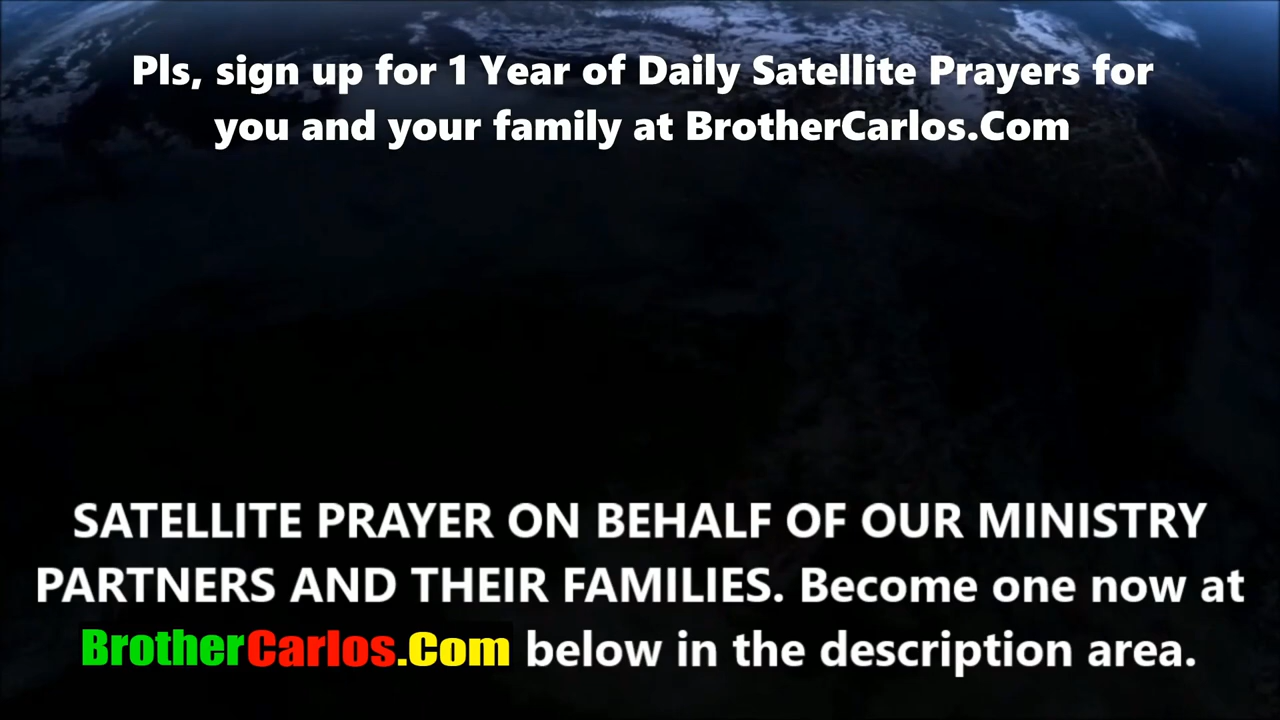 Pls, sign up for 1 Year of Daily Satellite Prayers for
you and your family at BrotherCarlos.Com
SATELLITE PRAYER ON BEHALF OF OUR MINISTRY
PARTNERS AND THEIR FAMILIES. Become one now at
BrotherCarlos.Com below in the description area.